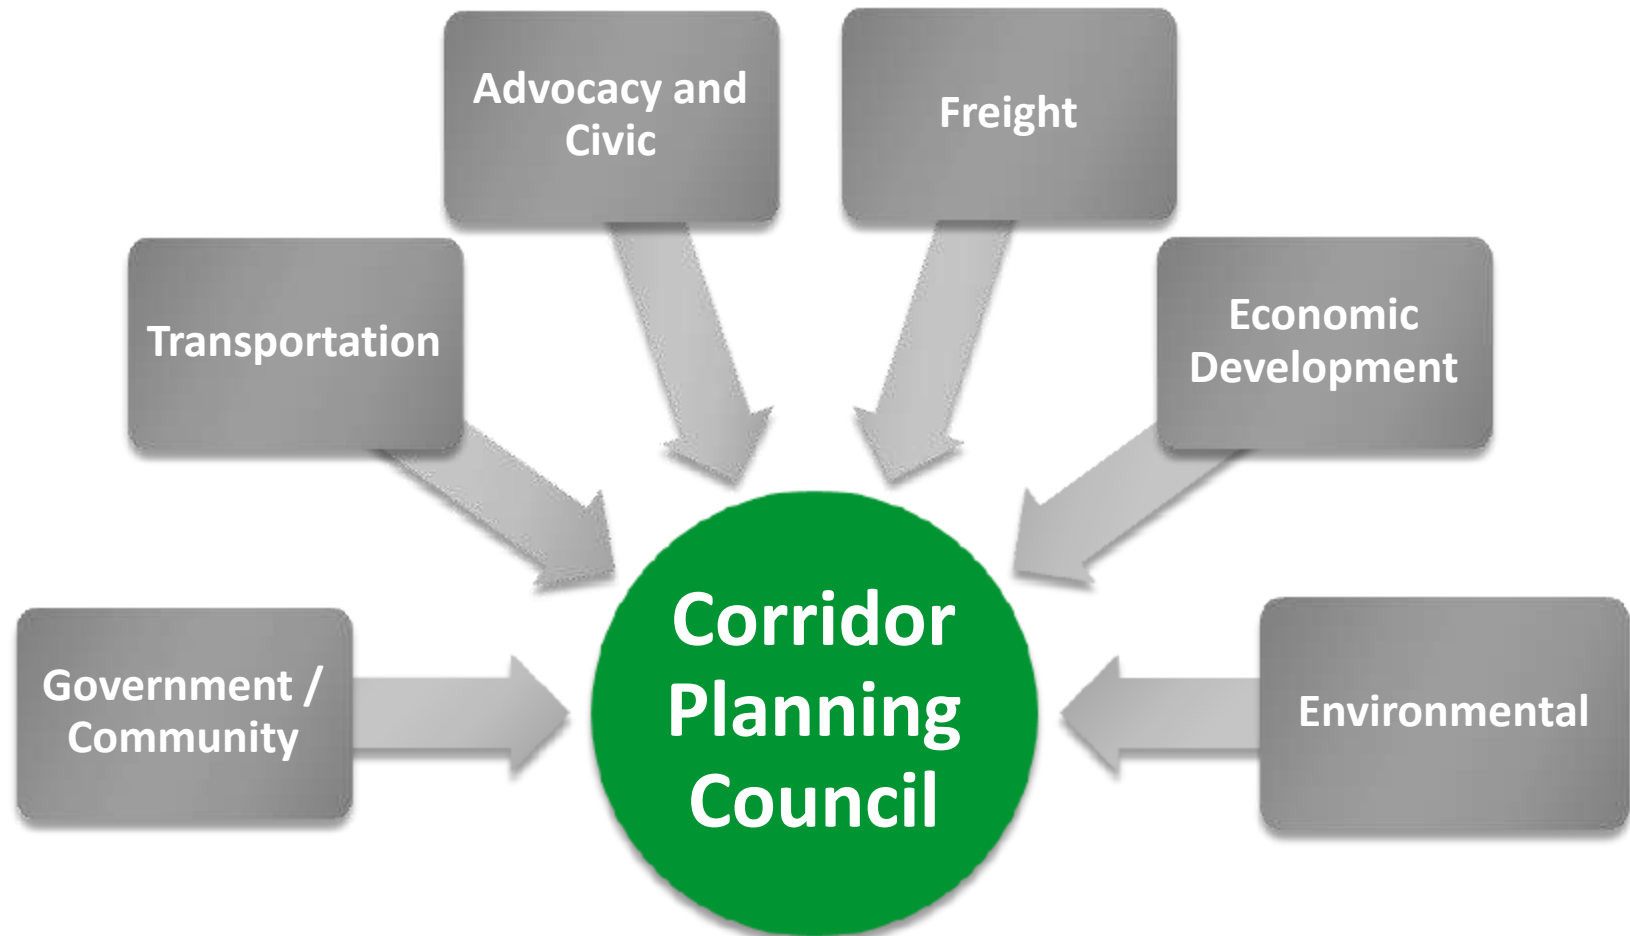 Advocacy and
Civic
Freight
Transportation
Economic
Development
Government /
Community
Corridor
Planning
Council
Environmental